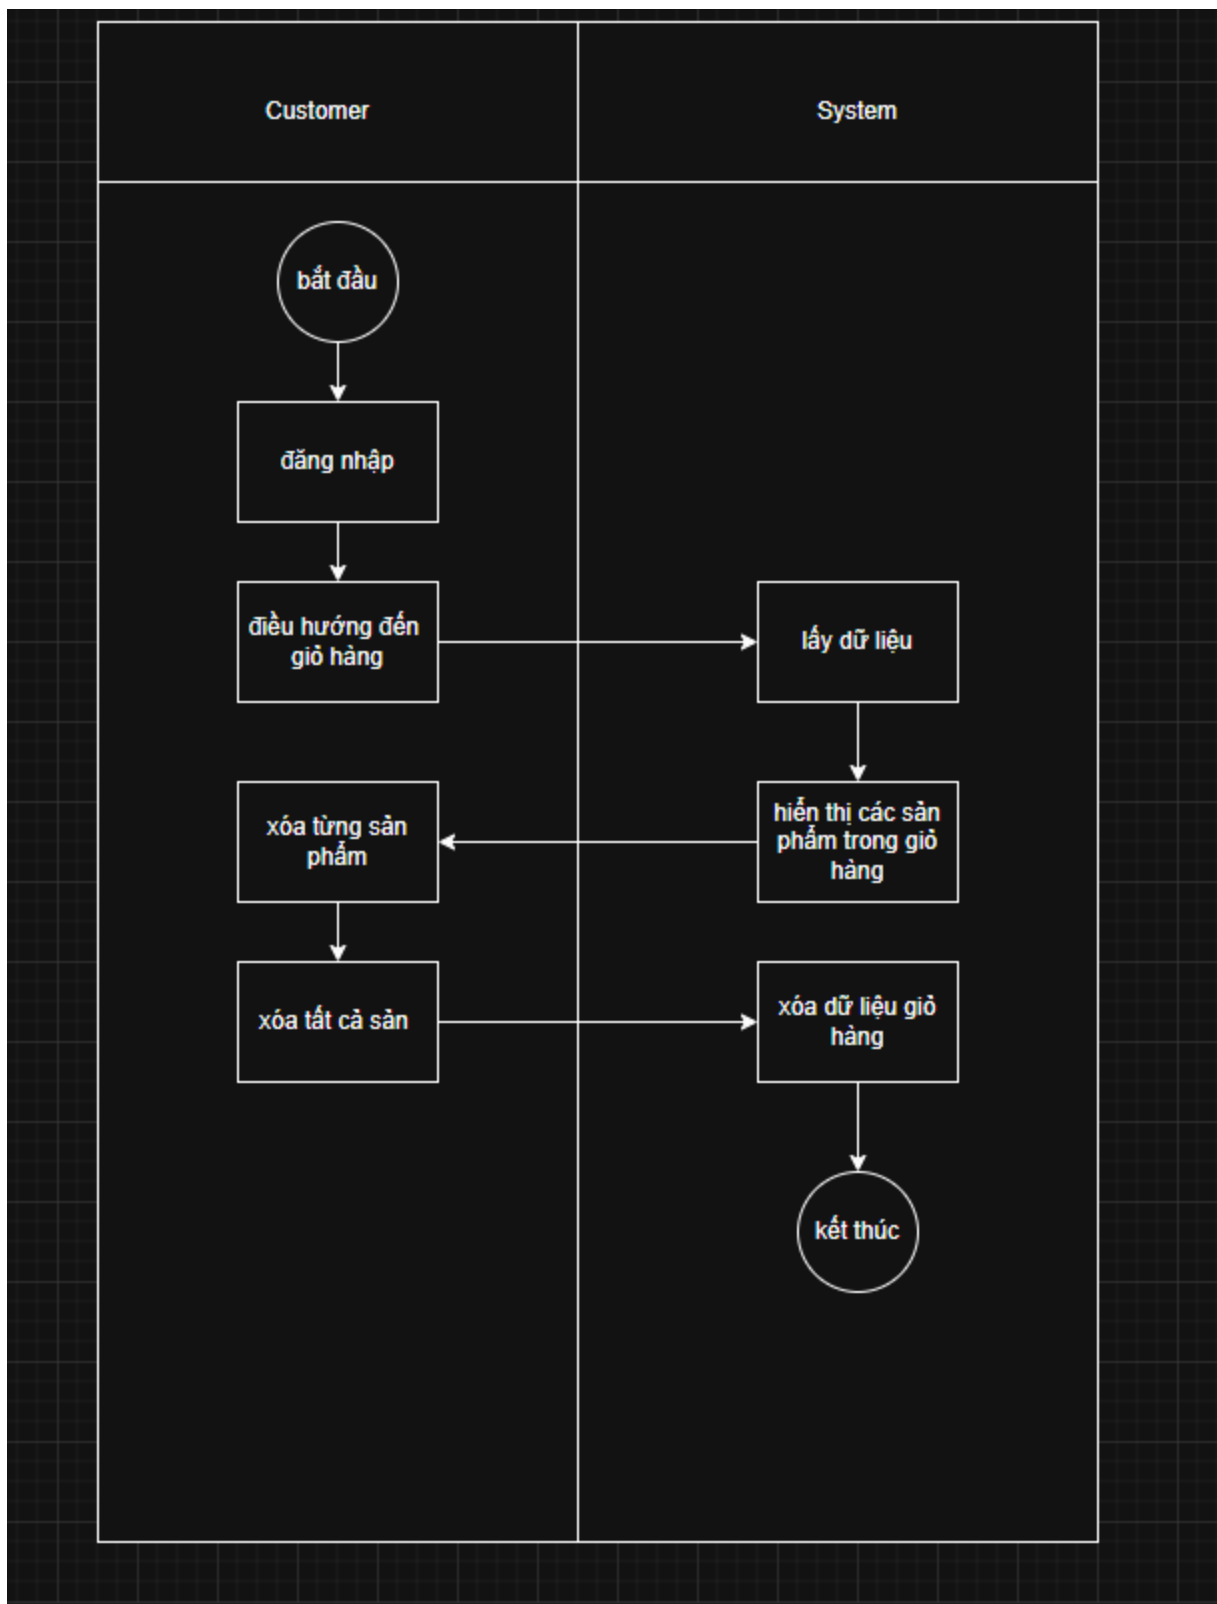 Customer
System
bắt đầu
đăng nhập
điều hướng đến
giỏ hàng
lấy dữ liệu
hiển thị các sản
phẩm trong giỏ
hàng
xóa từng sản
phẩm
xóa tất cả sản
xóa dữ liệu giỏ
hàng
kết thúc